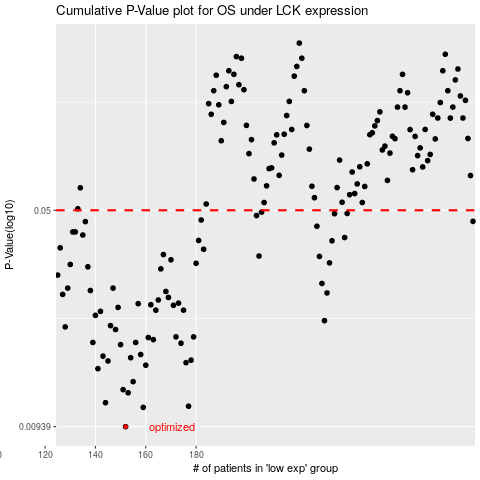 Cumulative P-Value plot for OS under LCK expression
P-Value(log10)
0.05
0.00939
optimized
0 120 140 160 180
# of patients in 'low exp' group